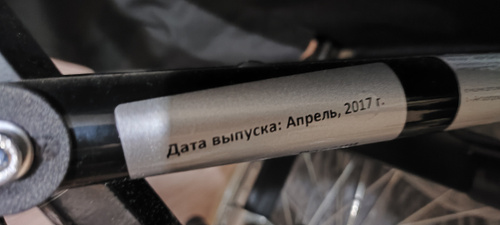 Дата выпуска: Апрель, 2017 г.